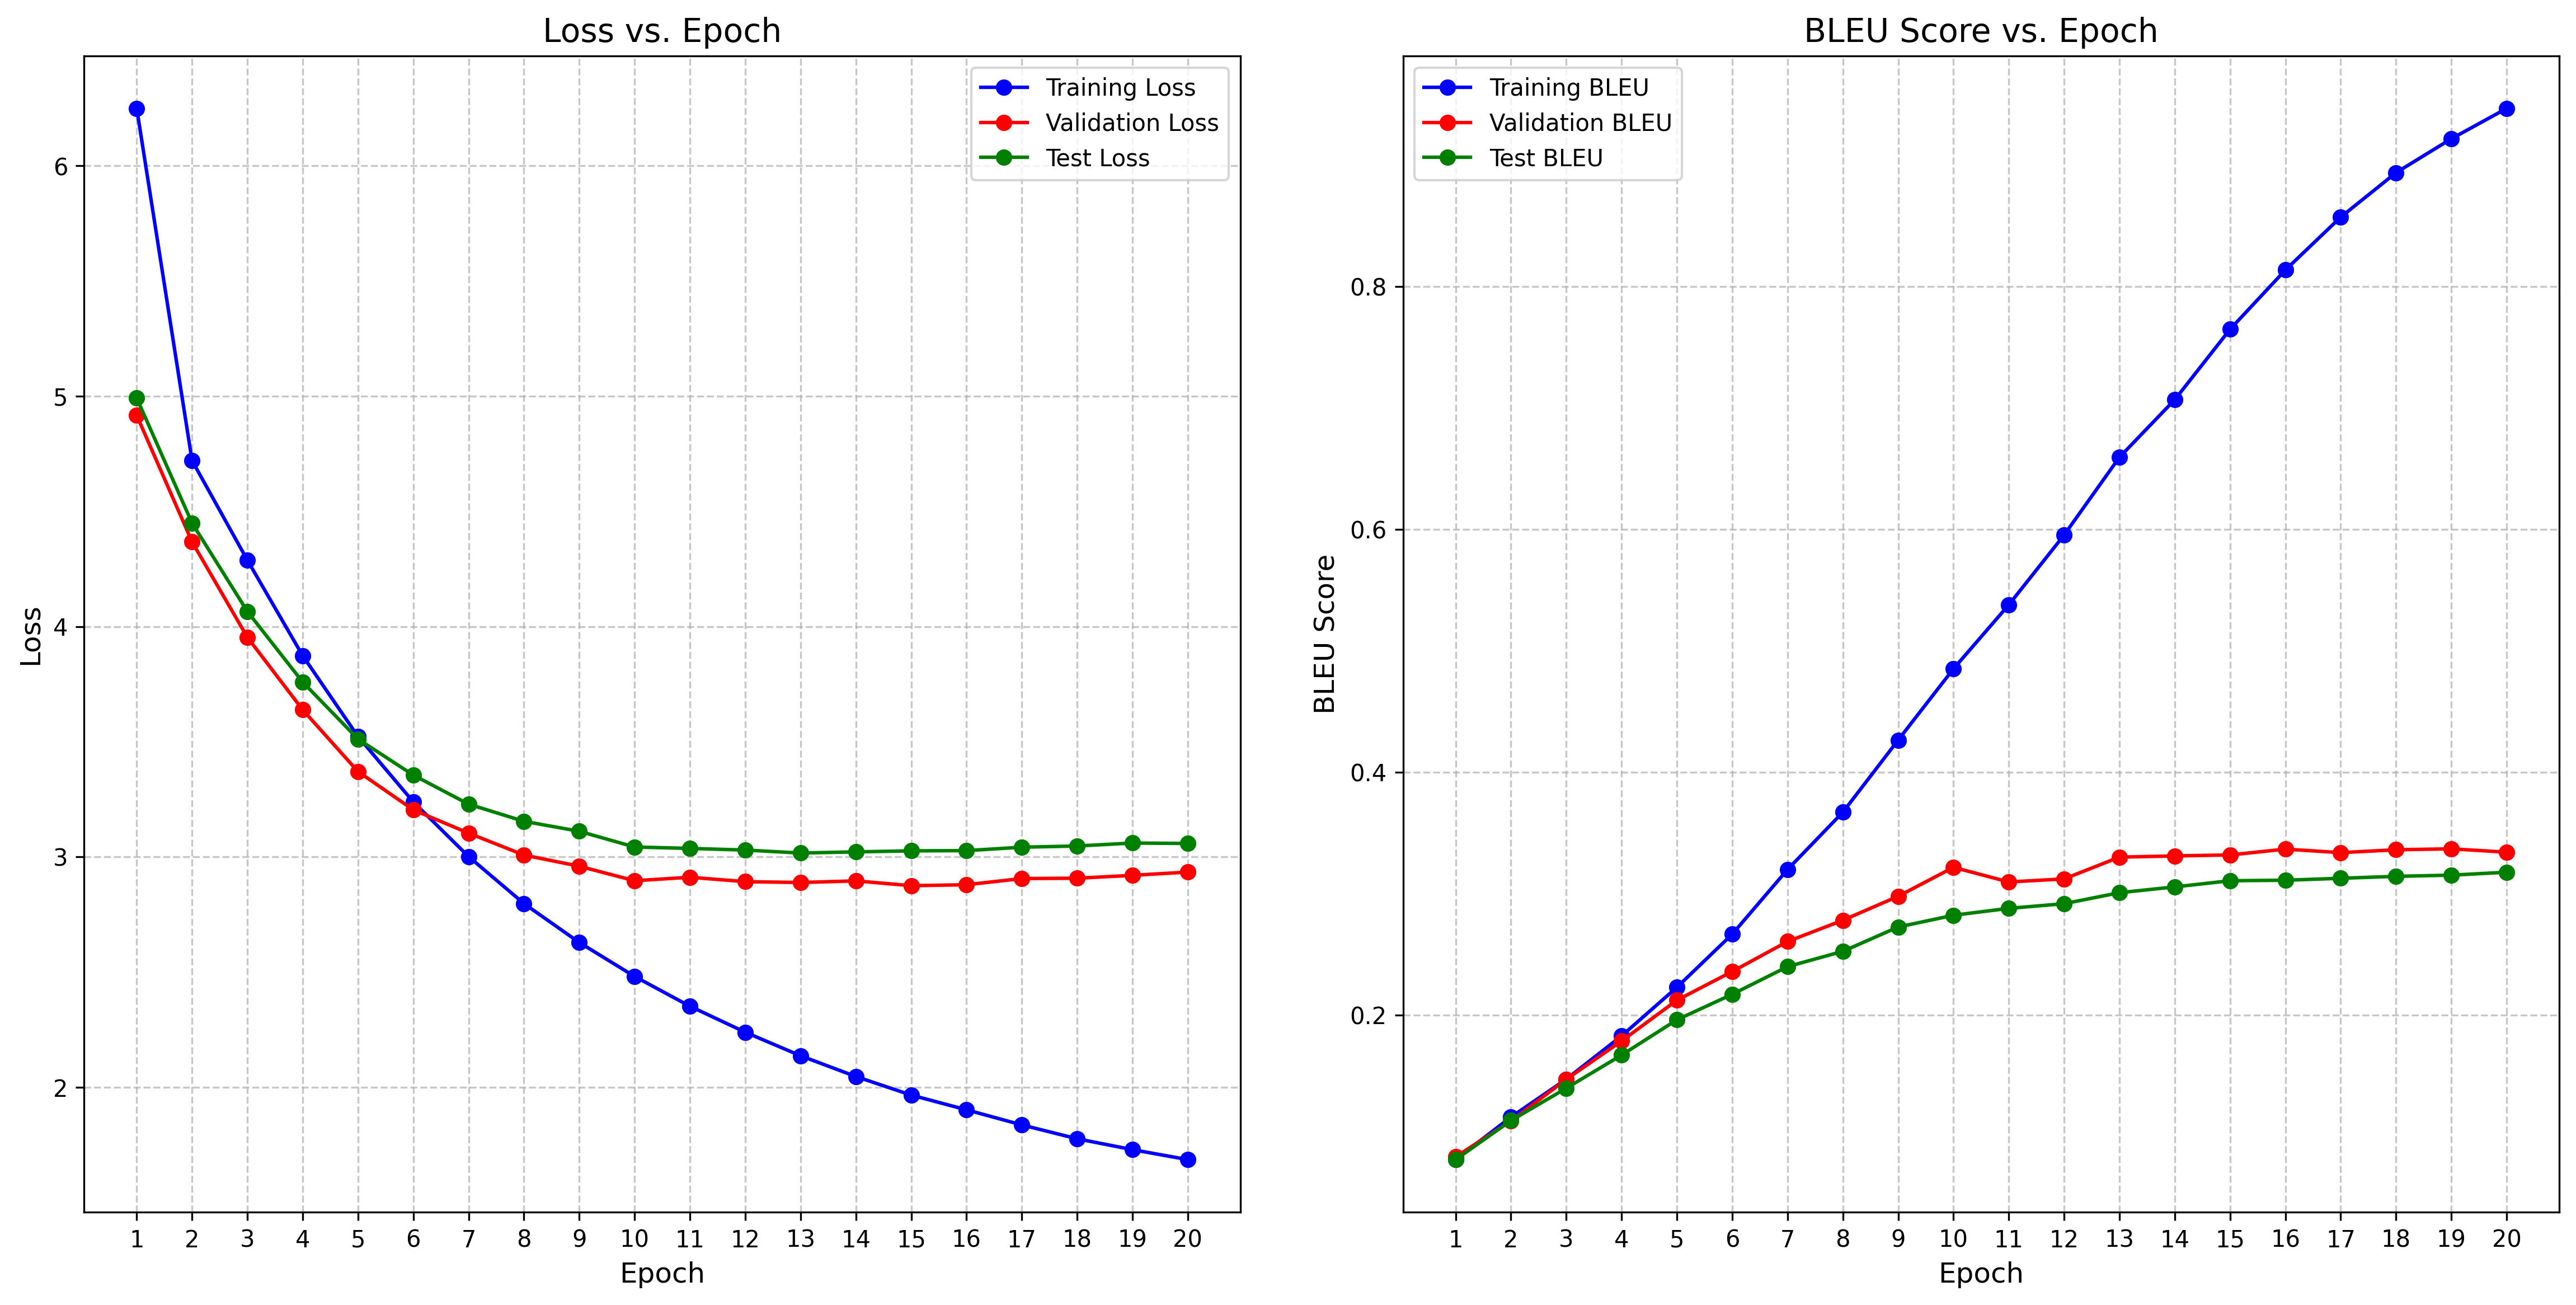 Loss vs. Epoch
Training Loss
Validation Loss
Test Loss
6
5
4
3
2
Loss
1 2 3 4 5 6 7 8 9 10 11 12 13 14 15 16 17 18 19 20
Epoch
BLEU Score vs. Epoch
Training BLEU
Validation BLEU
Test BLEU
0.8
0.6
0.4
0.2
BLEU Score
1 2 3 4 5 6 7 8 9 10 11 12 13 14 15 16 17 18 19 20
Epoch